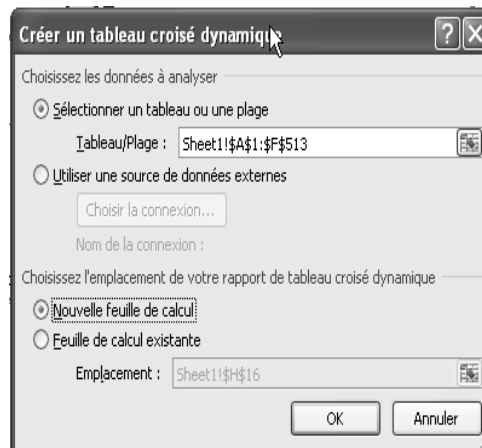 Créer un tableau croisé dynamique
Choisissez les données à analyser
Sélectionner un tableau ou une plage
Tableau/Plage : Sheet1!$A$1:$F$513
Utiliser une source de données externes
Choisir la connexion...
Nom de la connexion :
Choisissez l'emplacement de votre rapport de tableau croisé dynamique
Nouvelle feuille de calcul
Feuille de calcul existante
Emplacement : Sheet1!$H$16
OK Annuler